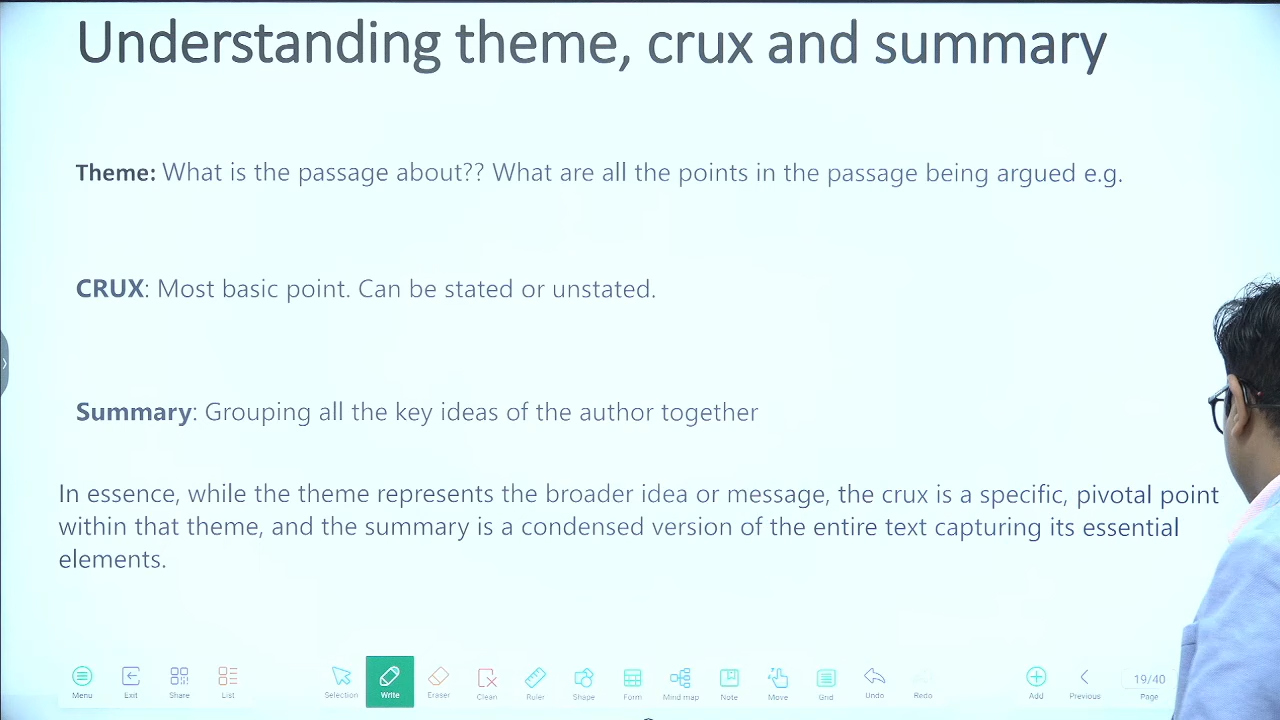 Understanding theme, crux and summary
Theme: What is the passage about?? What are all the points in the passage being argued e.g.
CRUX: Most basic point. Can be stated or unstated.
Summary: Grouping all the key ideas of the author together
In essence, while the theme represents the broader idea or message, the crux is a specific, pivotal point
within that theme, and the summary is a condensed version of the entire text capturing its essential
elements.
Menu Exit Share List Selection Write Eraser Clean Ruler Shape Form Mind map Note Move Grid Undo Redo Add Previous 19/40 Page